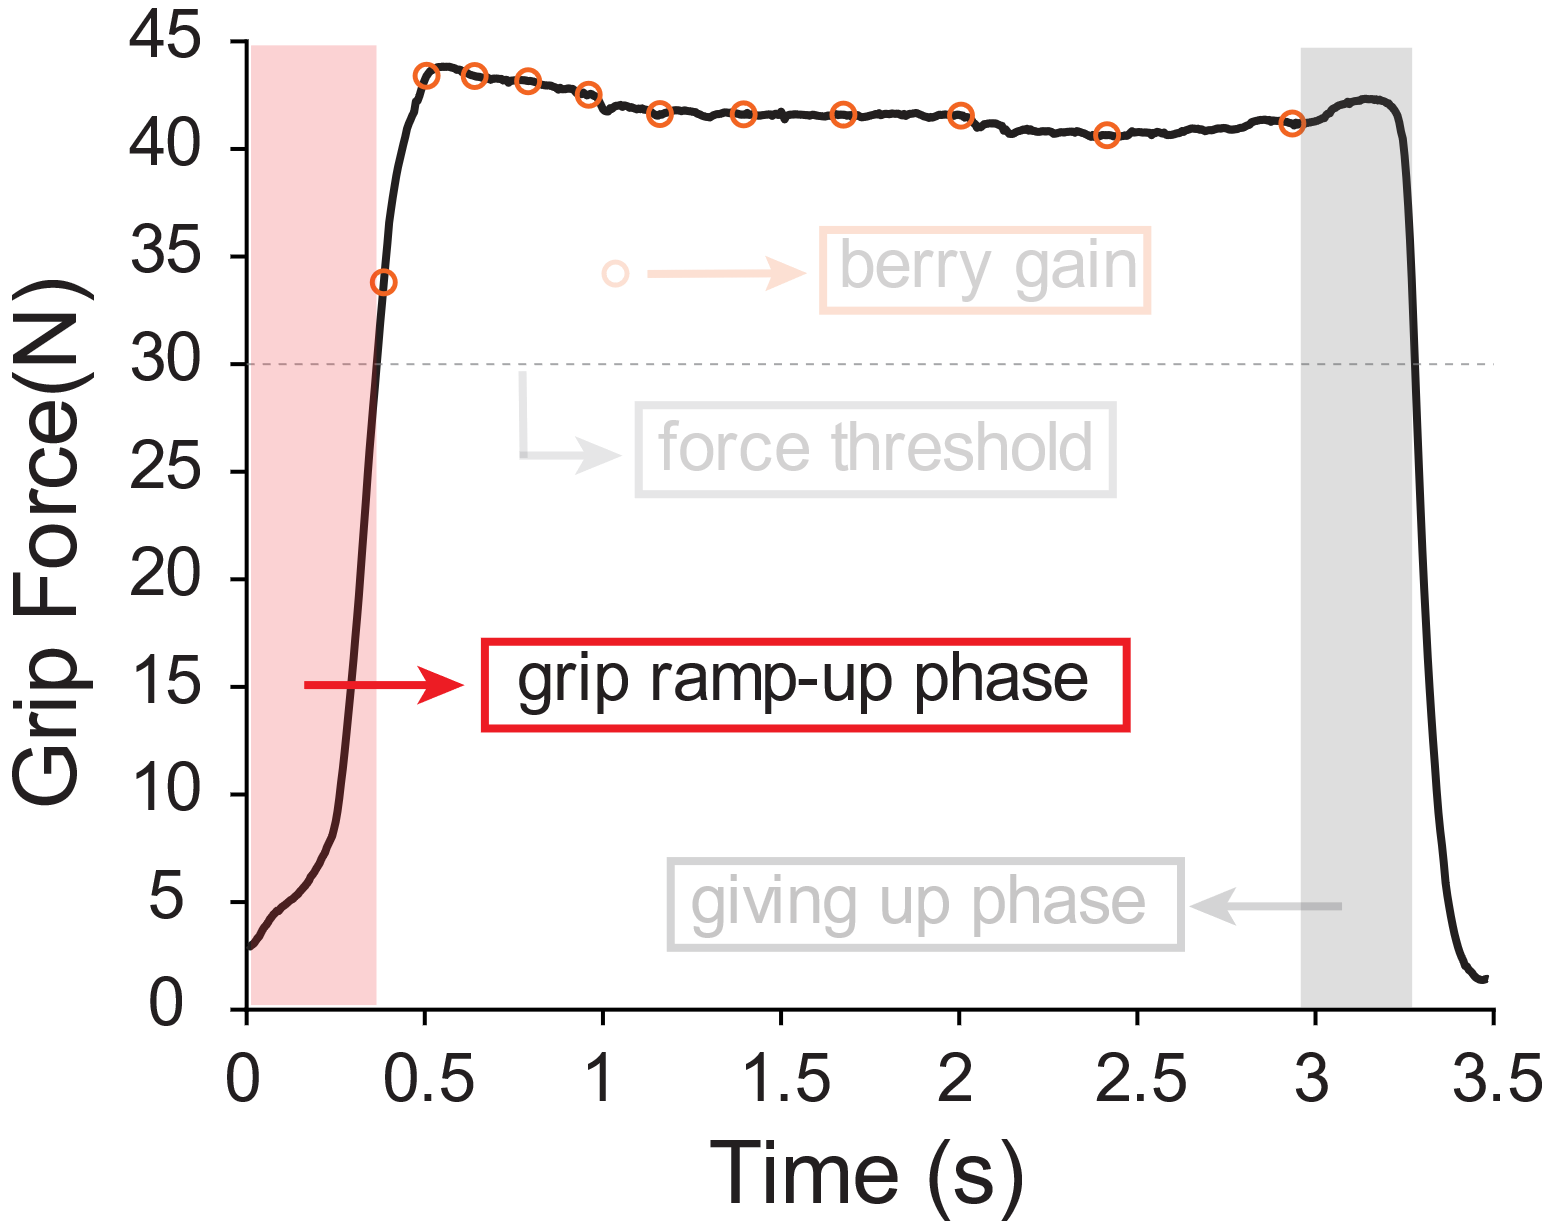 45
40
35
30
25
20
15
10
5
0
Grip Force(N)
berry gain
force threshold
grip ramp-up phase
giving up phase
0 0.5 1 1.5 2 2.5 3 3.5
Time (s)